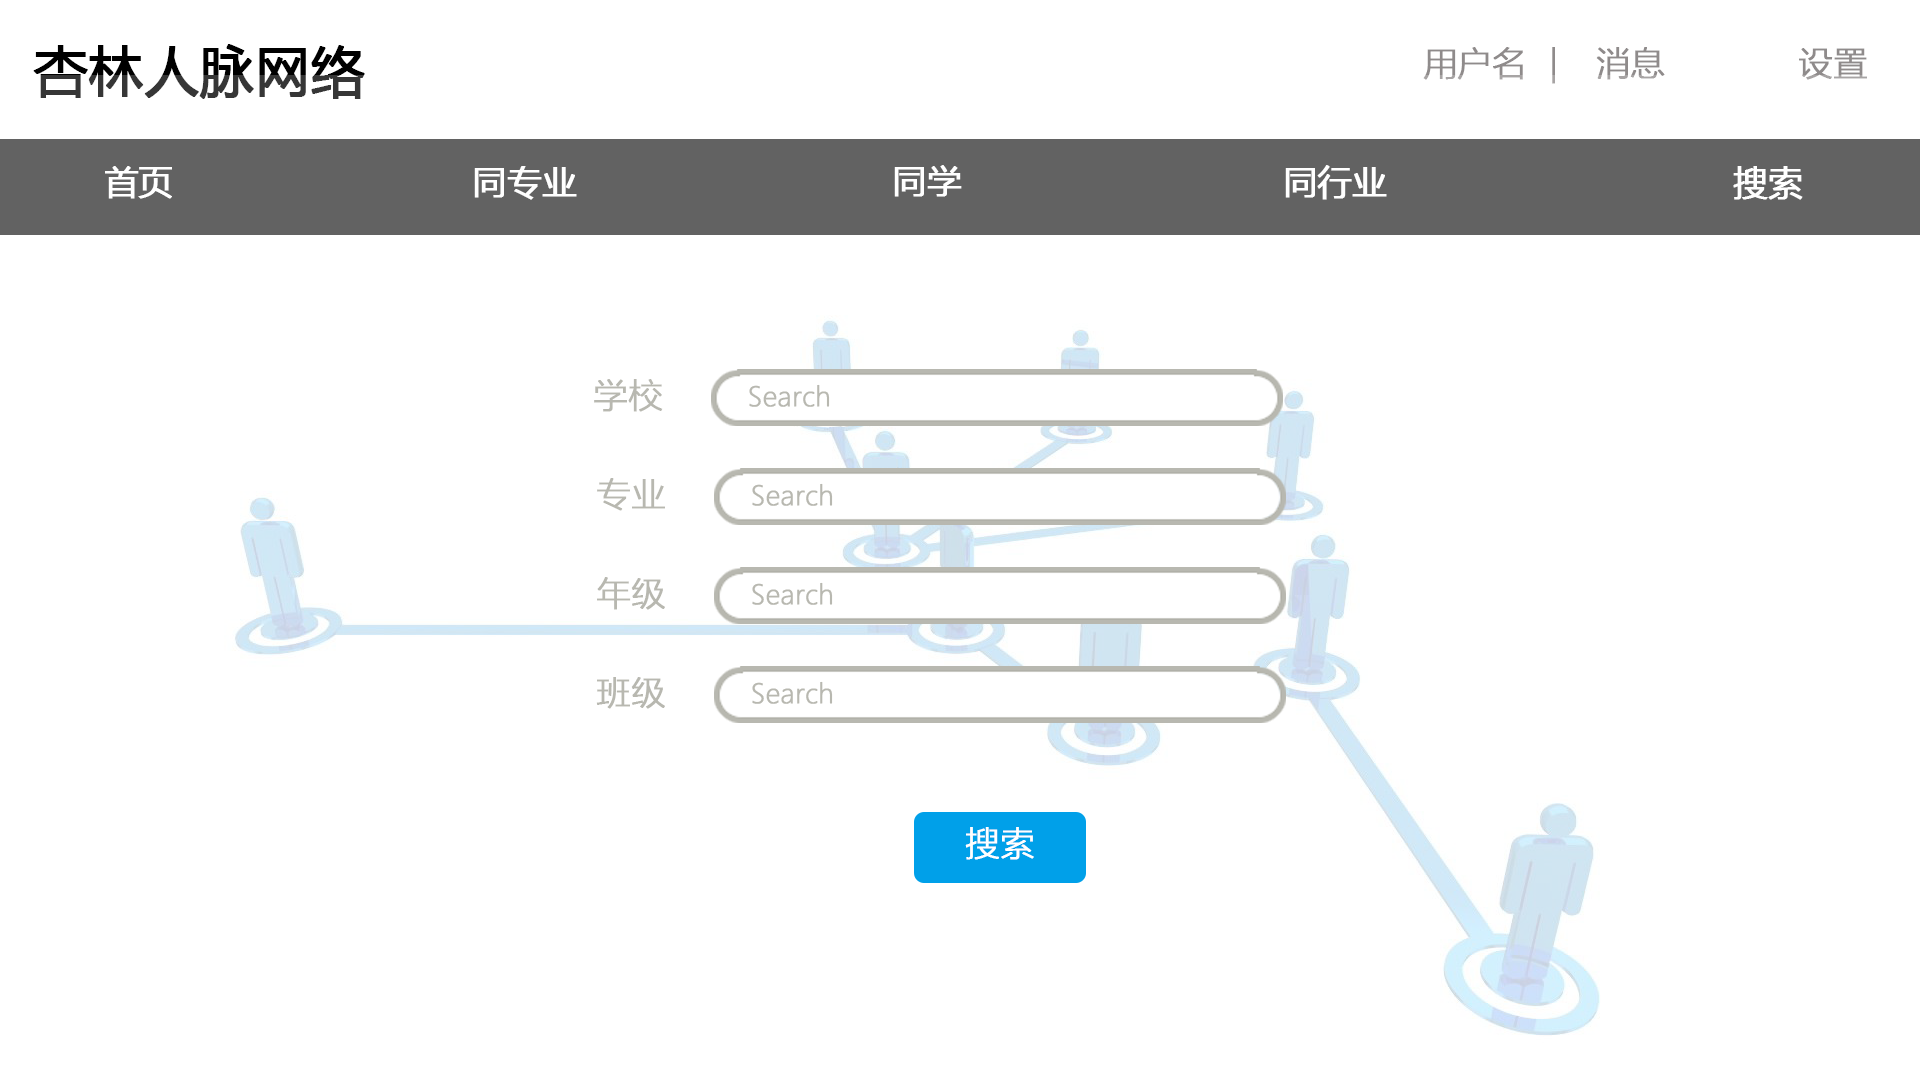 杏林人脉网络
用户名 | 消息 设置
首页 同专业 同学 同行业 搜索
学校 Search
专业 Search
年级 Search
班级 Search
搜索